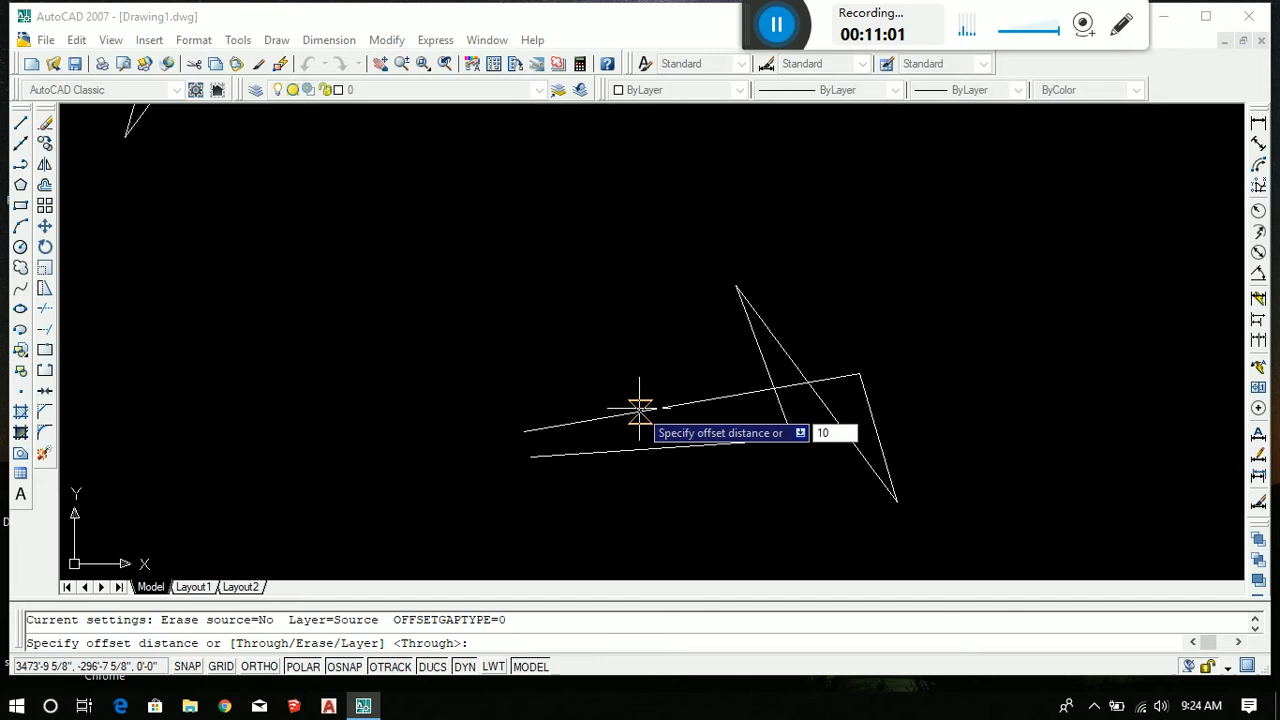 AutoCAD 2007 - [Drawing1.dwg]
Recording...
00:11:01
File Edit View Insert Format Tools Draw Dimension Modify Express Window Help
Standard Standard Standard
AutoCAD Classic 0 ByLayer ByLayer ByLayer ByColor
Specify offset distance or 10
Y
X
Model Layout1 Layout2
Current settings: Erase source=No Layer=Source OFFSETGAPTYPE=0
Specify offset distance or [Through/Erase/Layer] <Through>:
3473'-9 5/8", -296'-7 5/8", 0'-0" SNAP GRID ORTHO POLAR OSNAP OTRACK DUCS DYN LWT MODEL
Chrome
9:24 AM